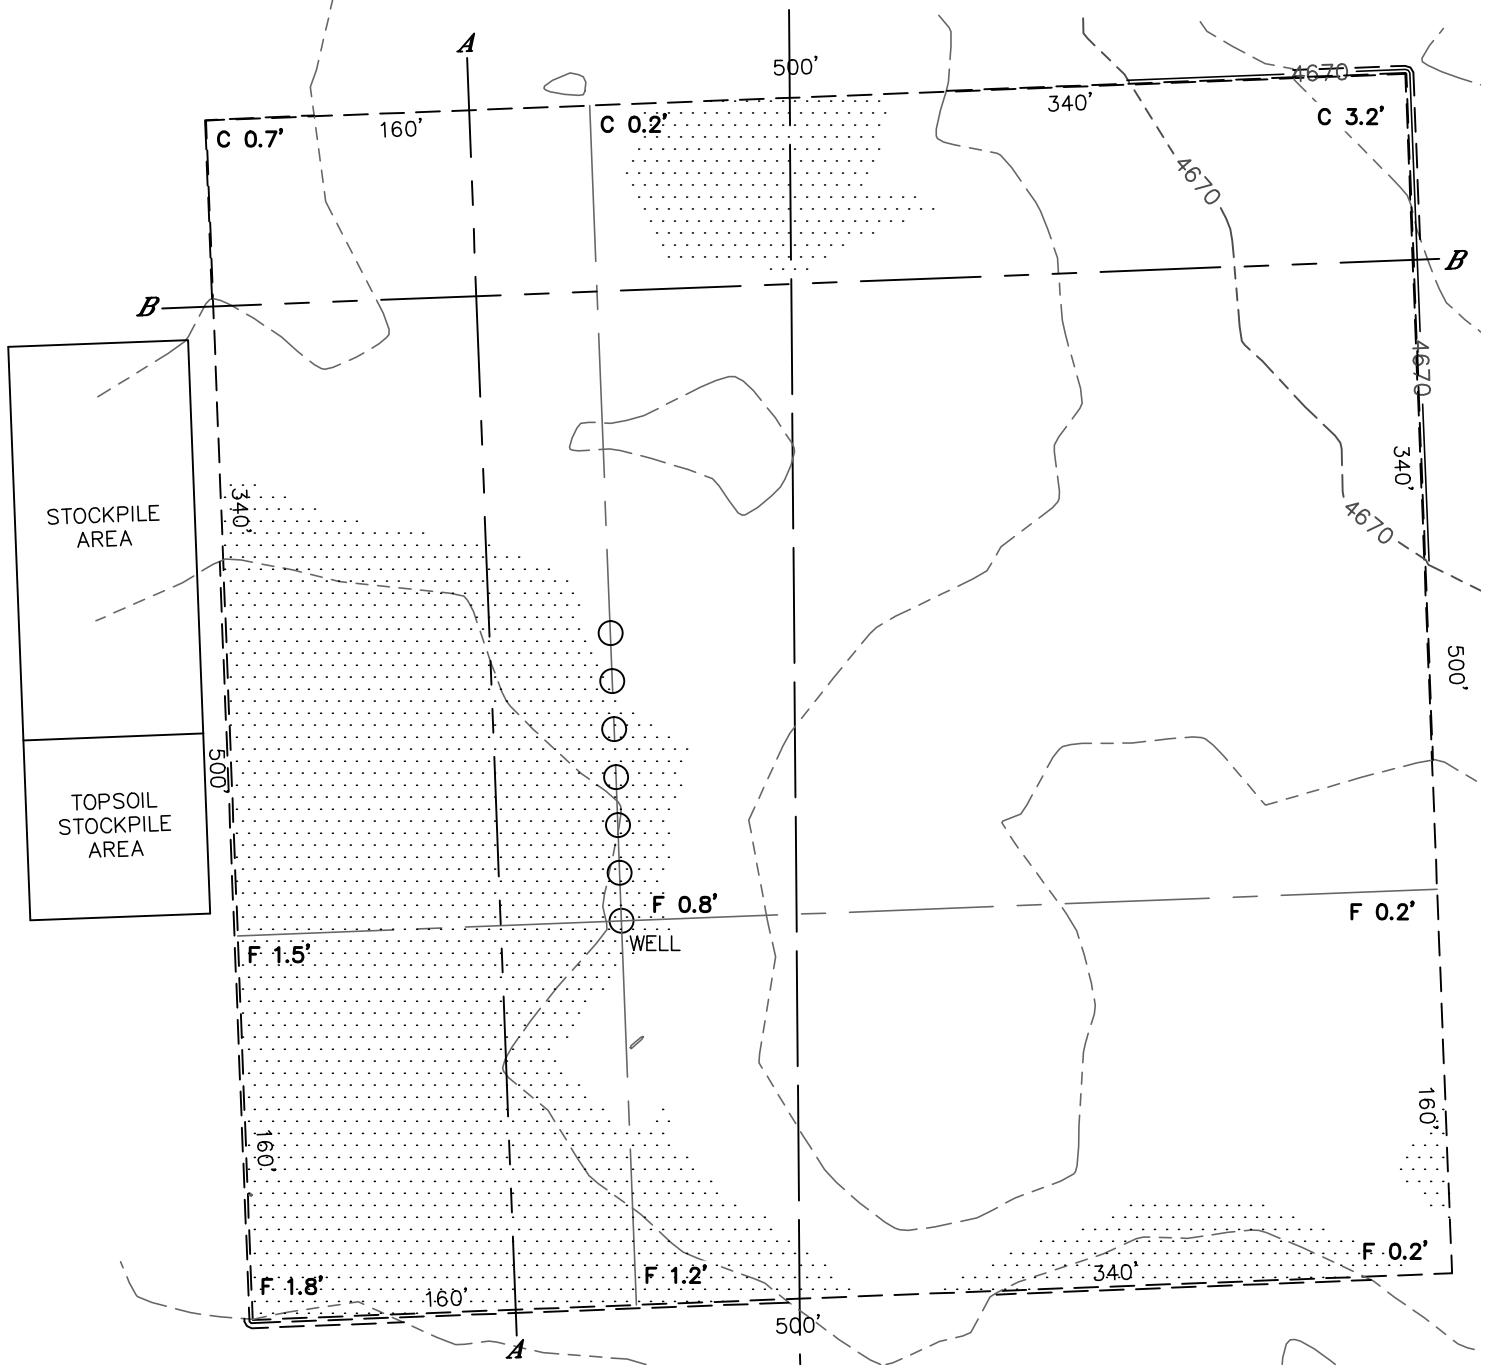 A
500'
4670
C 0.7'
160'
C 0.2'
340'
C 3.2'
4670
B
B
4670
340'
340'
STOCKPILE
AREA
4670
500'
500'
TOPSOIL
STOCKPILE
AREA
F 0.8'
F 0.2'
WELL
F 1.5'
160'
160'
F 1.8'
160'
F 1.2'
340'
F 0.2'
500'
A